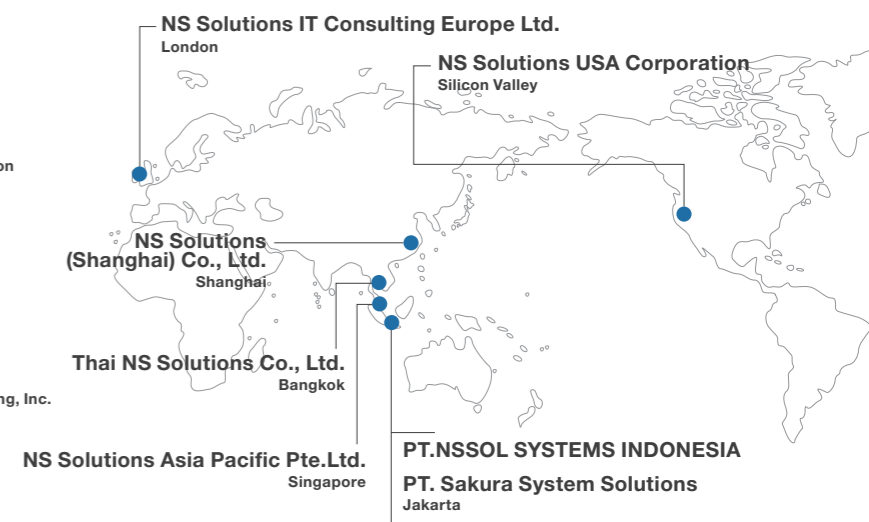 NS Solutions IT Consulting Europe Ltd.
London
NS Solutions USA Corporation
Silicon Valley
on
NS Solutions
(Shanghai) Co., Ltd.
Shanghai
Thai NS Solutions Co., Ltd.
Bangkok
ng, Inc.
NS Solutions Asia Pacific Pte.Ltd.
Singapore
PT.NSSOL SYSTEMS INDONESIA
PT. Sakura System Solutions
Jakarta